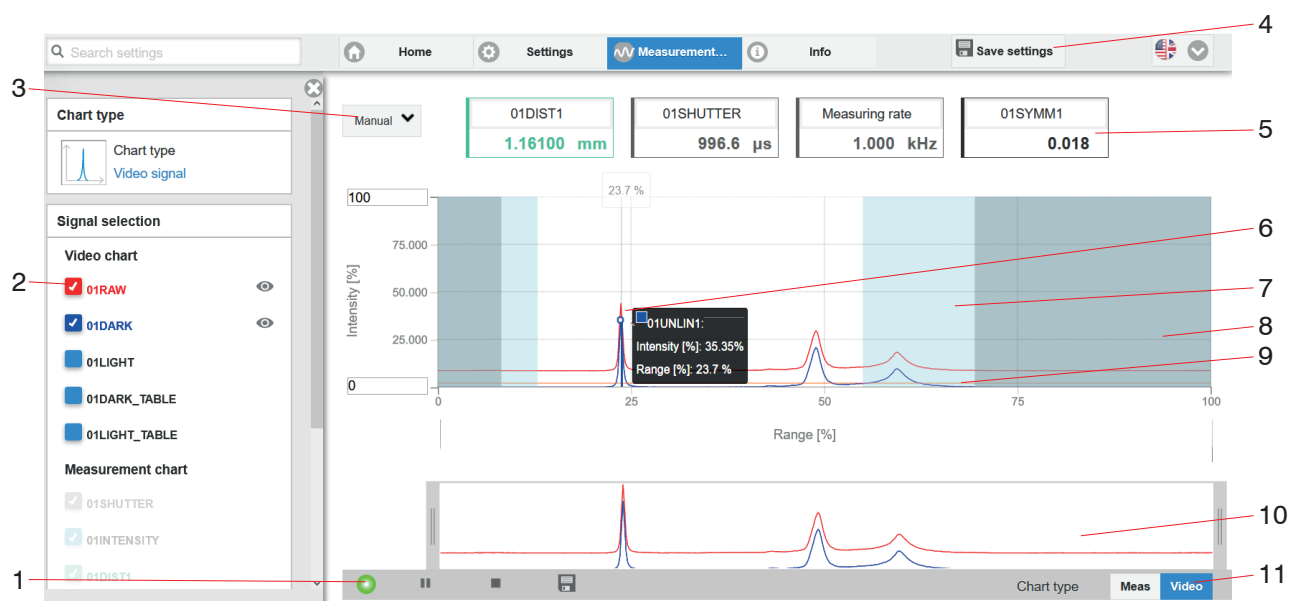 4
Search settings
Home
Settings
Measurement...
Info
Save settings
3
Chart type
Manual
01DIST1
1.16100 mm
01SHUTTER
996.6 µs
Measuring rate
1.000 kHz
01SYMM1
0.018
5
Chart type
Video signal
23.7 %
100
Signal selection
6
75.000
Video chart
2
01RAW
50.000
7
Intensity [%]
01DARK
01UNLIN1:
8
25.000
Intensity [%]: 35.35%
9
01LIGHT
Range [%]: 23.7 %
0
01DARK_TABLE
0
25
50
75
100
01LIGHT_TABLE
Range [%]
Measurement chart
01SHUTTER
10
01INTENSITY
01DIST1
1
Chart type
Meas
Video
11